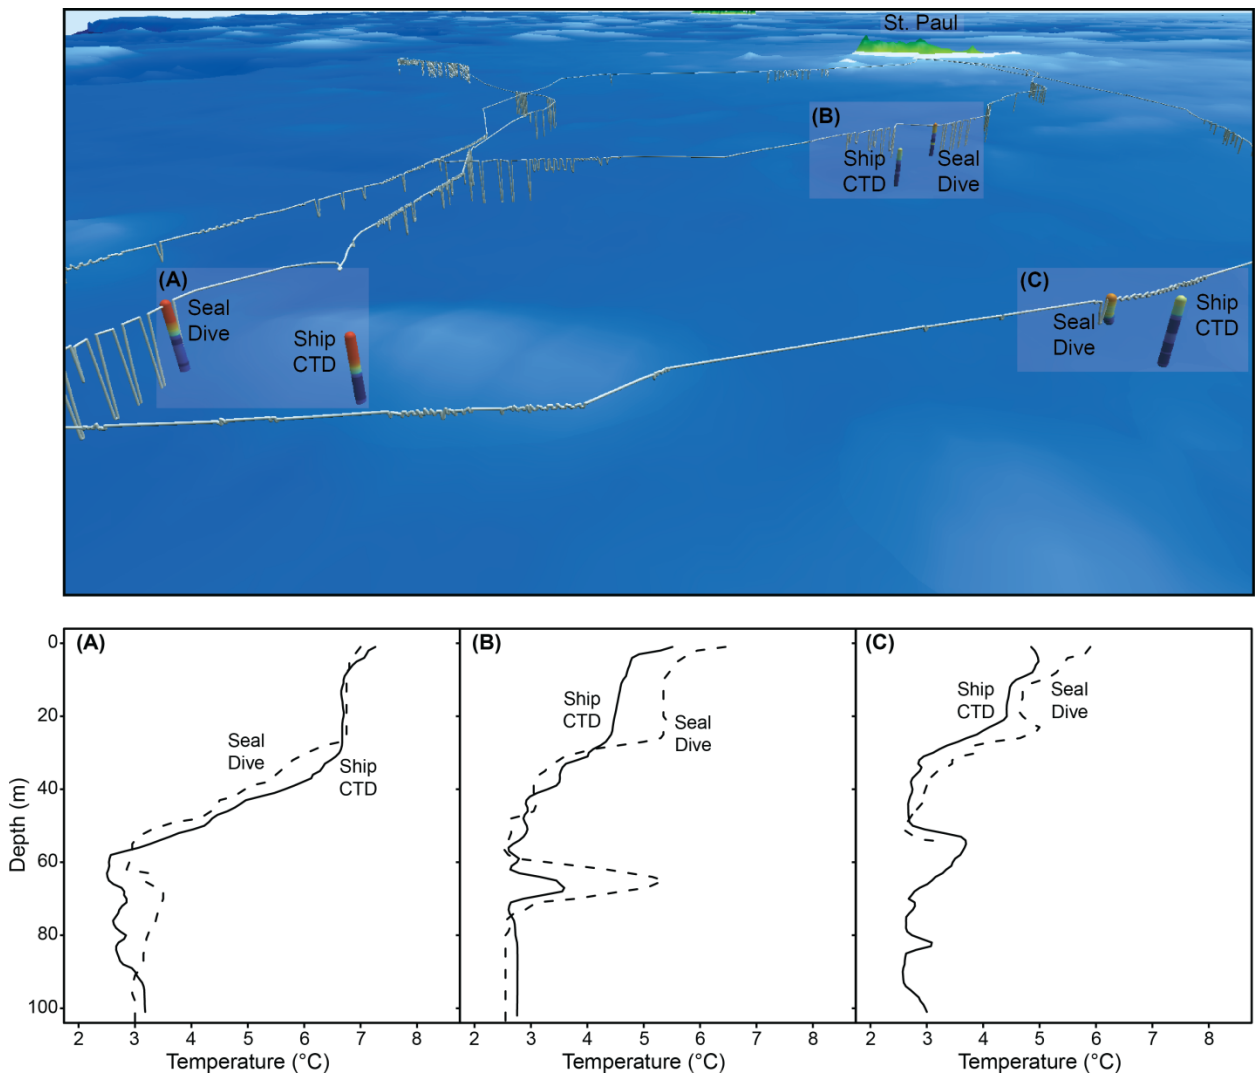 St. Paul
(B)
Ship
CTD
Seal
Dive
(A)
Seal
Dive
Ship
CTD
(C)
Seal
Dive
Ship
CTD
Depth (m)
0
20
40
60
80
100
(A)
Seal
Dive
Ship
CTD
2 3 4 5 6 7
Temperature (°C)
(B)
Ship
CTD
Seal
Dive
2 3 4 5 6 7 8
Temperature (°C)
(C)
Ship
CTD
Seal
Dive
2 3 4 5 6 7 8
Temperature (°C)